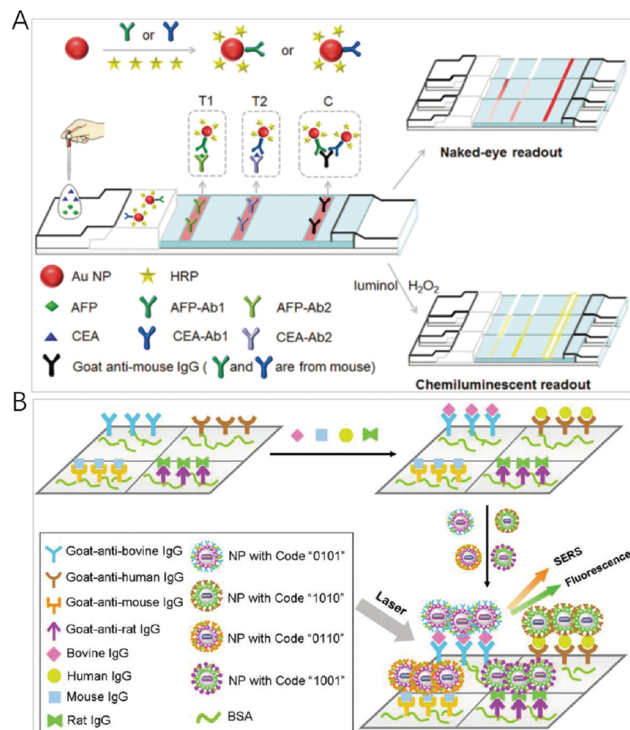 A
or
or
T1
T2
C
Naked-eye readout
Au NP
HRP
luminol H2O2
AFP
AFP-Ab1
AFP-Ab2
CEA
CEA-Ab1
CEA-Ab2
Goat anti-mouse IgG ( and are from mouse)
Chemiluminescent readout
B
Goat-anti-bovine IgG
Goat-anti-human IgG
Goat-anti-mouse IgG
Goat-anti-rat IgG
Bovine IgG
Human IgG
Mouse IgG
Rat IgG
NP with Code "0101"
NP with Code "1010"
NP with Code "0110"
NP with Code "1001"
BSA
Laser
SERS
Fluorescence